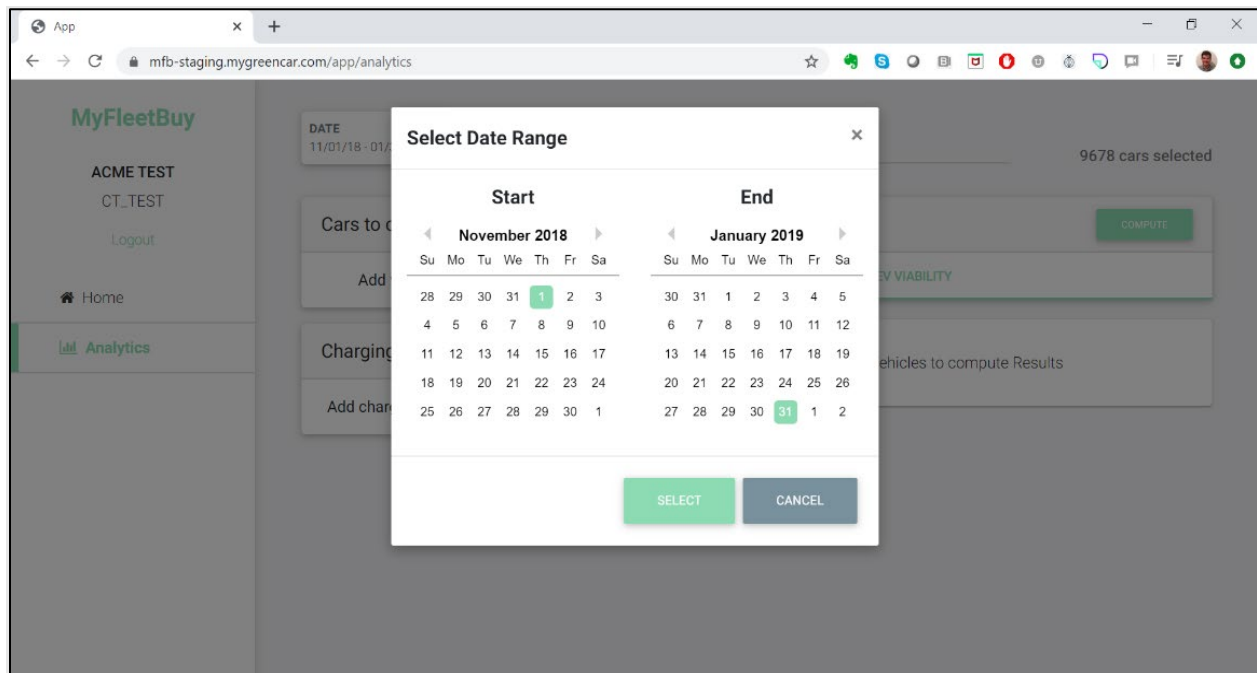 App
mfb-staging.mygreencar.com/app/analytics
MyFleetBuy
ACME TEST
CT_TEST
Logout
Home
Analytics
DATE
11/01/18 - 01/
9678 cars selected
Cars to
COMPUTE
Add
EV VIABILITY
Charging
ehicles to compute Results
Add char
Select Date Range
Start
November 2018
Su Mo Tu We Th Fr Sa
28 29 30 31 1 2 3
4 5 6 7 8 9 10
11 12 13 14 15 16 17
18 19 20 21 22 23 24
25 26 27 28 29 30 1
End
January 2019
Su Mo Tu We Th Fr Sa
30 31 1 2 3 4 5
6 7 8 9 10 11 12
13 14 15 16 17 18 19
20 21 22 23 24 25 26
27 28 29 30 31 1 2
SELECT
CANCEL